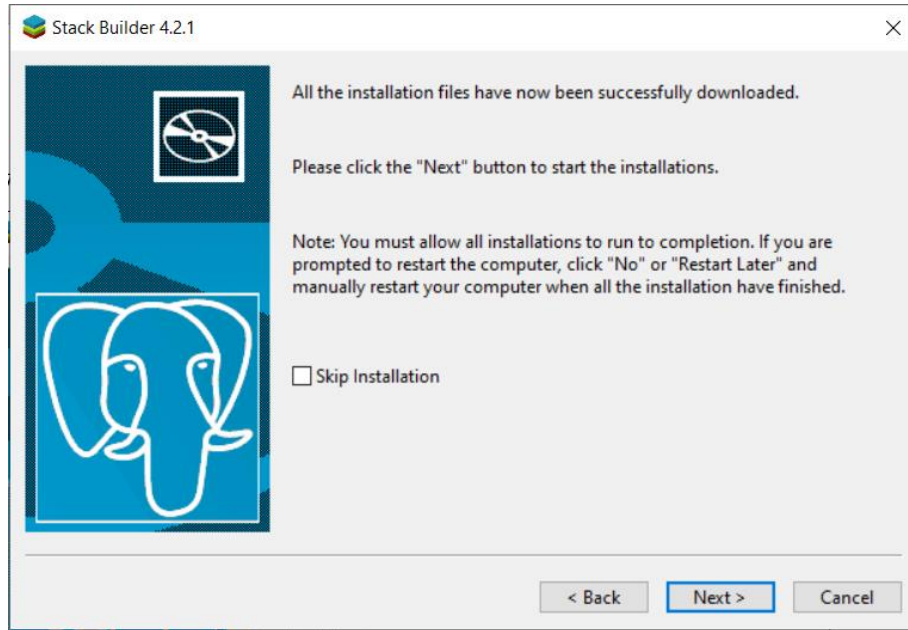 Stack Builder 4.2.1
All the installation files have now been successfully downloaded.
Please click the "Next" button to start the installations.
Note: You must allow all installations to run to completion. If you are
prompted to restart the computer, click "No" or "Restart Later" and
manually restart your computer when all the installation have finished.
Skip Installation
< Back
Next >
Cancel